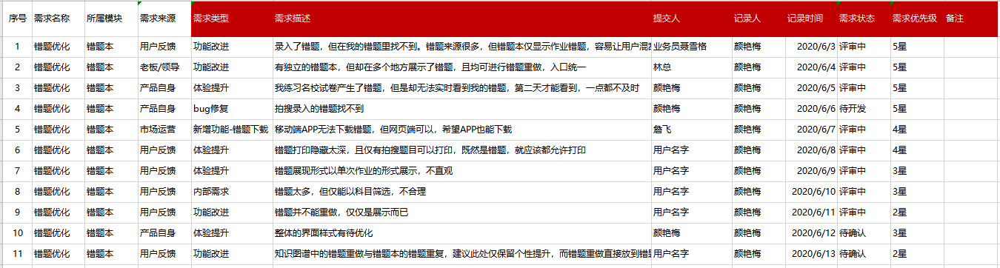 序号 需求名称 所属模块 需求来源 需求类型 需求描述 提交人 记录人 记录时间 需求状态 需求优先级 备注
1 错题优化 错题本 用户反馈 功能改进 录入了错题，但在我的错题里找不到。错题来源很多，但错题本仅显示作业错题，容易让用户混 业务员聂雪格 颜艳梅 2020/6/3 评审中 5星
2 错题优化 错题本 老板/领导 功能改进 有独立的错题本，但却在多个地方展示了错题，且均可进行错题重做，入口统一 林总 颜艳梅 2020/6/4 评审中 5星
3 错题优化 错题本 产品自身 体验提升 我练习名校试卷产生了错题，但是却无法实时看到我的错题，第二天才能看到，一点都不及时 颜艳梅 颜艳梅 2020/6/5 评审中 5星
4 错题优化 错题本 产品自身 bug修复 拍搜录入的错题找不到 颜艳梅 颜艳梅 2020/6/6 待开发 5星
5 错题优化 错题本 市场运营 新增功能-错题下载 移动端APP无法下载错题，但网页端可以，希望APP也能下载 詹飞 颜艳梅 2020/6/7 评审中 4星
6 错题优化 错题本 用户反馈 体验提升 错题打印隐藏太深，且仅有拍搜题目可以打印，既然是错题，就应该都允许打印 用户名字 颜艳梅 2020/6/8 评审中 4星
7 错题优化 错题本 用户反馈 体验提升 错题展现形式以单次作业的形式展示，不直观 用户名字 颜艳梅 2020/6/9 评审中 3星
8 错题优化 错题本 用户反馈 内部需求 错题太多，但仅能以科目筛选，不合理 用户名字 颜艳梅 2020/6/10 评审中 3星
9 错题优化 错题本 用户反馈 功能改进 错题并不能重做，仅仅是展示而已 用户名字 颜艳梅 2020/6/11 评审中 2星
10 错题优化 错题本 产品自身 体验提升 整体的界面样式有待优化 颜艳梅 颜艳梅 2020/6/12 待确认 3星
11 错题优化 错题本 用户反馈 功能改进 知识图谱中的错题重做与错题本的错题重复，建议此处仅保留个性提升，而错题重做直接放到错 用户名字 颜艳梅 2020/6/13 待确认 2星